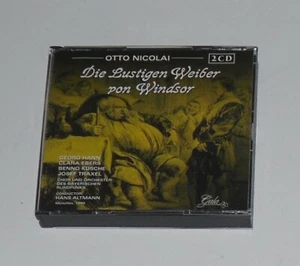 OTTO NICOLAI
2CD
Die Lustigen Weiber
von Windsor
GEORG HANN
CLARA EBERS
BENNO KUSCHE
JOSEF TRAXEL
CHOR UND ORCHESTER
DES BAYERISCHEN
RUNDFUNKS
CONDUCTOR
HANS ALTMANN
Gala